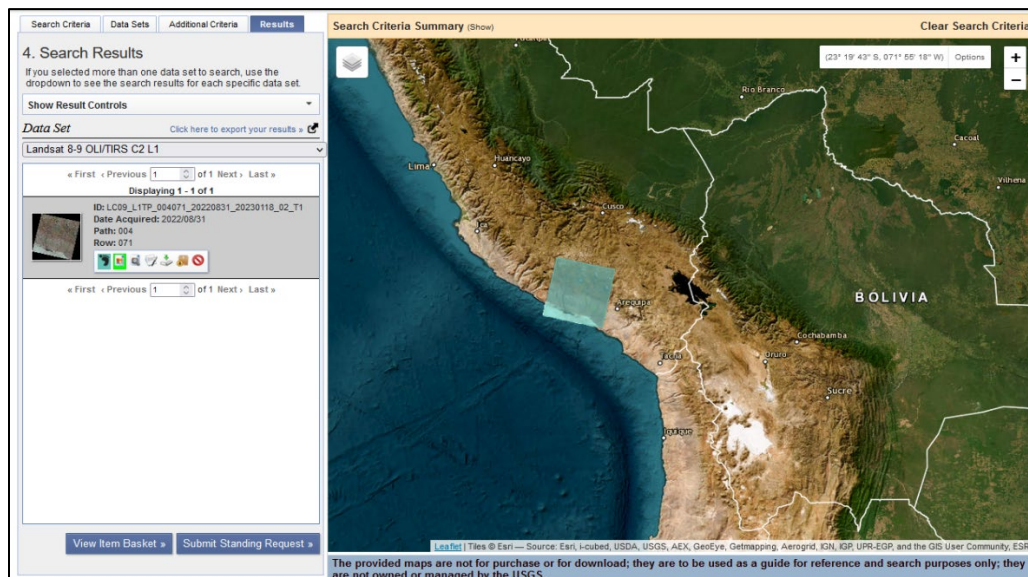 Search Criteria Data Sets Additional Criteria Results
4. Search Results
If you selected more than one data set to search, use the
dropdown to see the search results for each specific data set.
Show Result Controls
Data Set Click here to export your results »
Landsat 8-9 OLI/TIRS C2 L1
« First ‹ Previous 1 of 1 Next › Last »
Displaying 1 - 1 of 1
ID: LC09_L1TP_004071_20220831_20230118_02_T1
Date Acquired: 2022/08/31
Path: 004
Row: 071
« First ‹ Previous 1 of 1 Next › Last »
View Item Basket » Submit Standing Request »
Search Criteria Summary (Show) Clear Search Criteria
(23° 19' 43" S, 071° 55' 18" W) Options
+
−
Rio Branco
Cacoal
Vilhena
Huancayo
Lima
Cusco
Ica
Arequipa
BOLIVIA
Cochabamba
Tacna
Oruro
Sucre
Iquique
Leaflet | Tiles © Esri — Source: Esri, i-cubed, USDA, USGS, AEX, GeoEye, Getmapping, Aerogrid, IGN, IGP, UPR-EGP, and the GIS User Community, ESRI
The provided maps are not for purchase or for download; they are to be used as a guide for reference and search purposes only; they
are not owned or managed by the USGS.